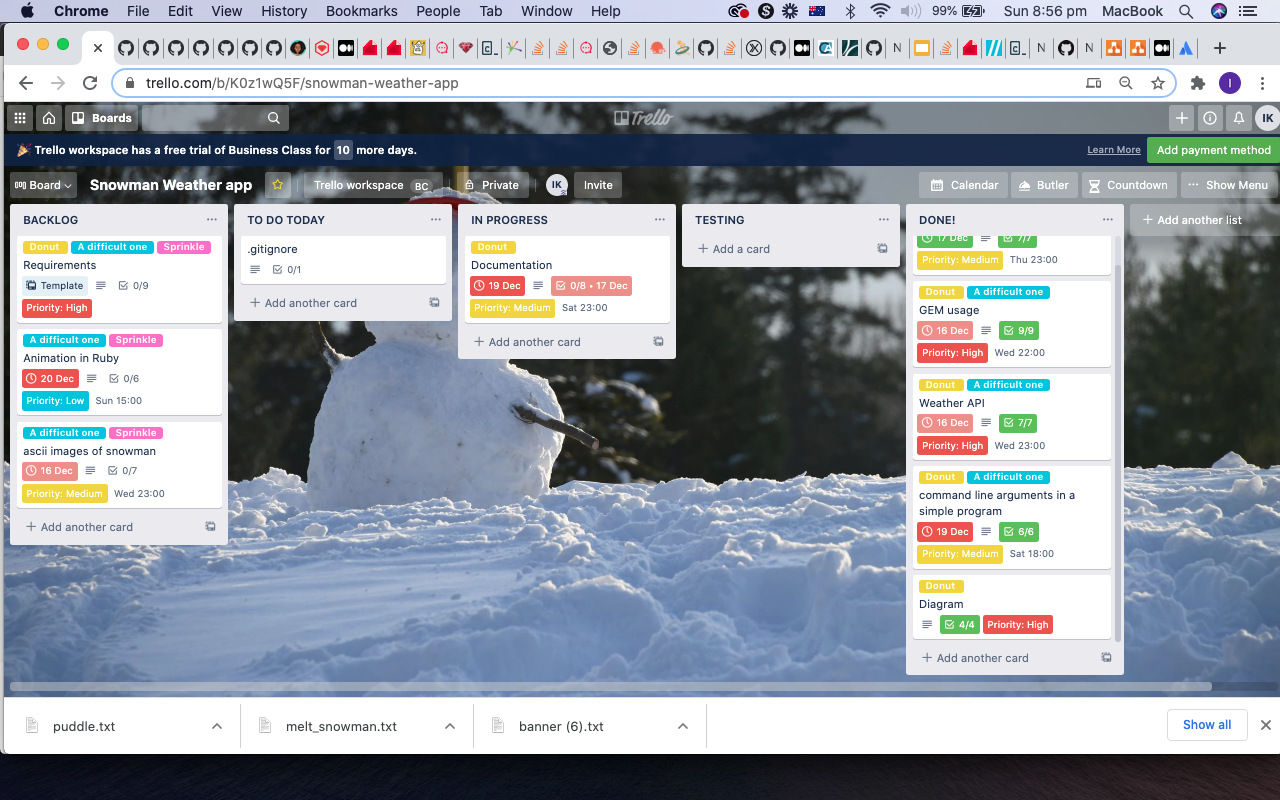 Chrome File Edit View History Bookmarks People Tab Window Help 99% Sun 8:56 pm MacBook
trello.com/b/K0z1wQ5F/snowman-weather-app I
Boards Trello IK
Trello workspace has a free trial of Business Class for 10 more days. Learn More Add payment method
Board Snowman Weather app Trello workspace BC Private IK Invite Calendar Butler Countdown ... Show Menu
BACKLOG ...
Donut A difficult one Sprinkle
Requirements
Template 0/9
Priority: High
A difficult one Sprinkle
Animation in Ruby
20 Dec 0/6
Priority: Low Sun 15:00
A difficult one Sprinkle
ascii images of snowman
16 Dec 0/7
Priority: Medium Wed 23:00
+ Add another card
TO DO TODAY ...
.gitignore
0/1
+ Add another card
IN PROGRESS ...
Donut
Documentation
19 Dec 0/8 • 17 Dec
Priority: Medium Sat 23:00
+ Add another card
TESTING ...
+ Add a card
DONE! ...
17 Dec 7/7
Priority: Medium Thu 23:00
Donut A difficult one
GEM usage
16 Dec 9/9
Priority: High Wed 22:00
Donut A difficult one
Weather API
16 Dec 7/7
Priority: High Wed 23:00
Donut A difficult one
command line arguments in a
simple program
19 Dec 6/6
Priority: Medium Sat 18:00
Donut
Diagram
4/4 Priority: High
+ Add another card
+ Add another list
puddle.txt melt_snowman.txt banner (6).txt Show all